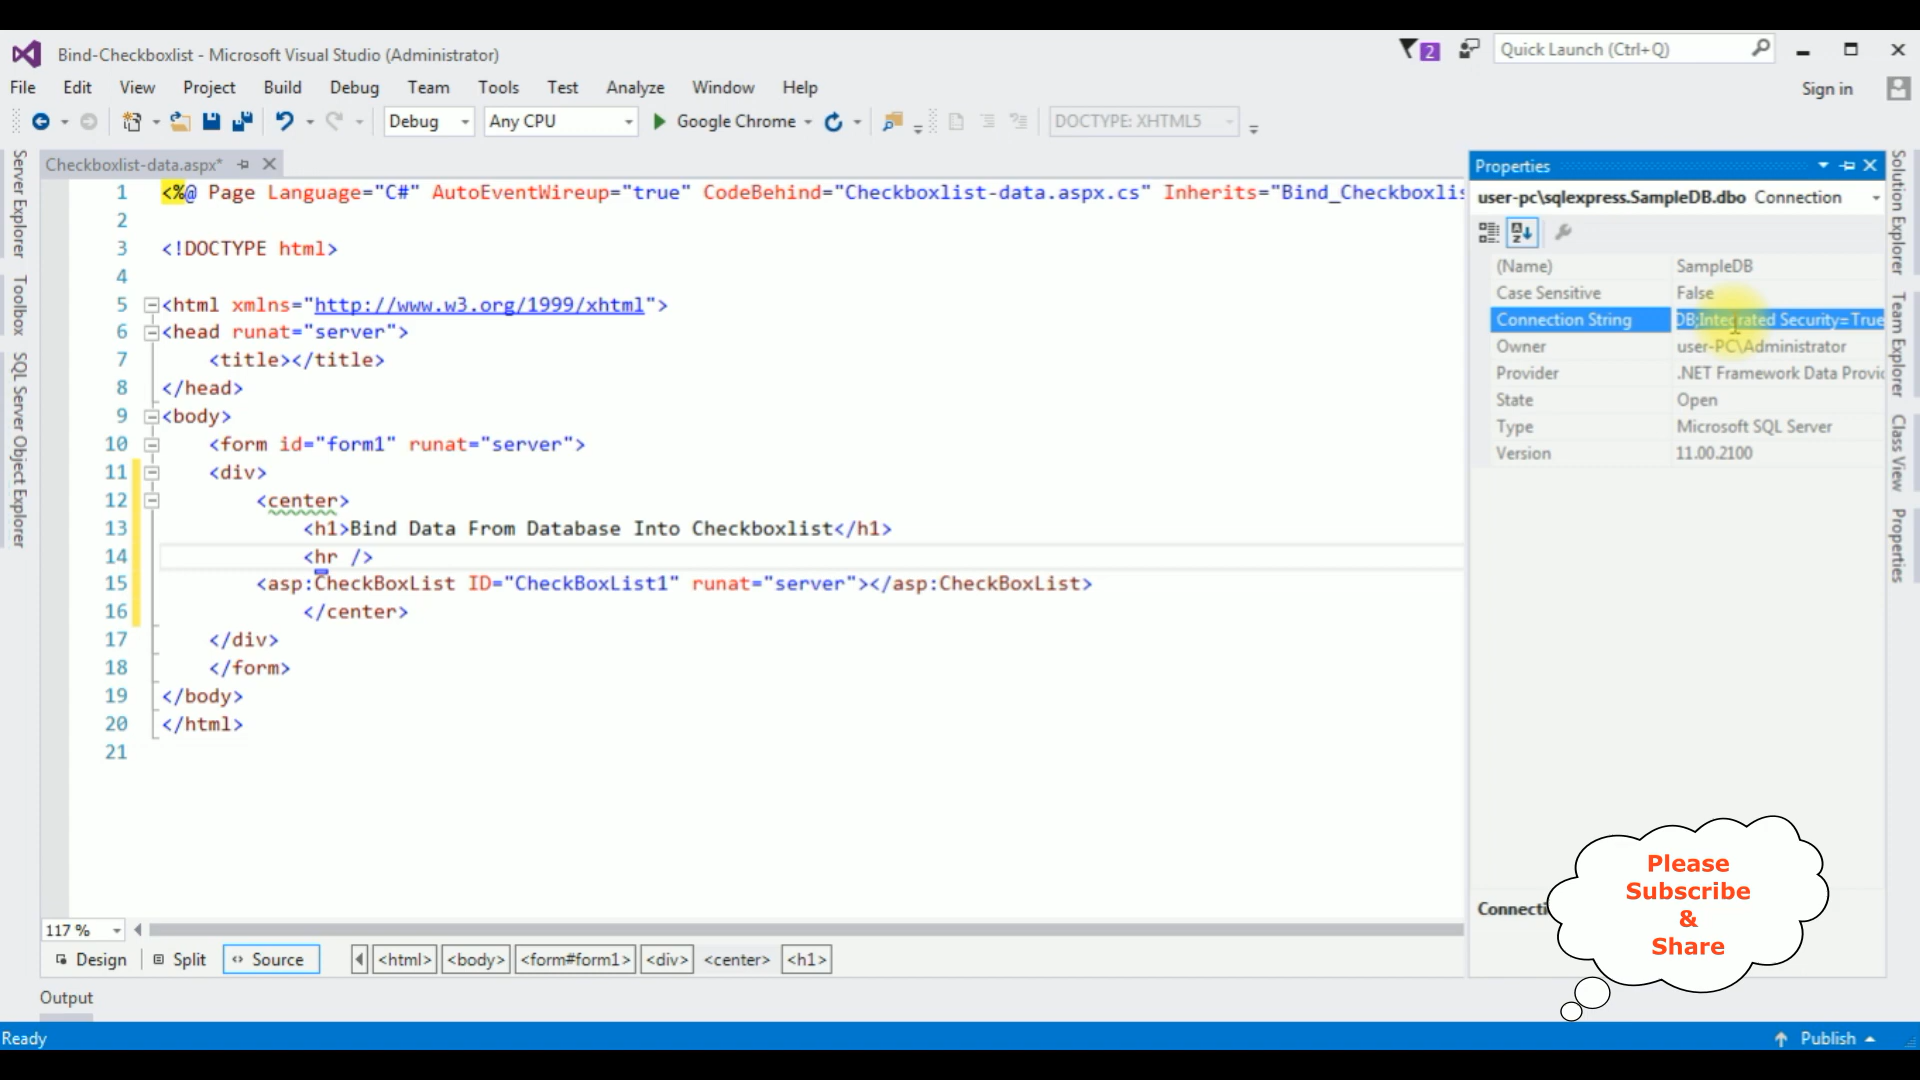 Bind-Checkboxlist - Microsoft Visual Studio (Administrator)
2
Quick Launch (Ctrl+Q)
File Edit View Project Build Debug Team Tools Test Analyze Window Help
Sign in
Debug Any CPU Google Chrome DOCTYPE: XHTML5
Server Explorer
Toolbox
SQL Server Object Explorer
Checkboxlist-data.aspx*
1 <%@ Page Language="C#" AutoEventWireup="true" CodeBehind="Checkboxlist-data.aspx.cs" Inherits="Bind_Checkboxlis
2
3 <!DOCTYPE html>
4
5 <html xmlns="http://www.w3.org/1999/xhtml">
6 <head runat="server">
7 <title></title>
8 </head>
9 <body>
10 <form id="form1" runat="server">
11 <div>
12 <center>
13 <h1>Bind Data From Database Into Checkboxlist</h1>
14 <hr />
15 <asp:CheckBoxList ID="CheckBoxList1" runat="server"></asp:CheckBoxList>
16 </center>
17 </div>
18 </form>
19 </body>
20 </html>
21
117 %
Design Split Source <html> <body> <form#form1> <div> <center> <h1>
Output
Ready
Publish
Properties
user-pc\sqlexpress.SampleDB.dbo Connection
(Name) SampleDB
Case Sensitive False
Connection String DB;Integrated Security=True
Owner user-PC\Administrator
Provider .NET Framework Data Provi
State Open
Type Microsoft SQL Server
Version 11.00.2100
Connecti
Please
Subscribe
&
Share
Solution Explorer
Team Explorer
Class View
Properties